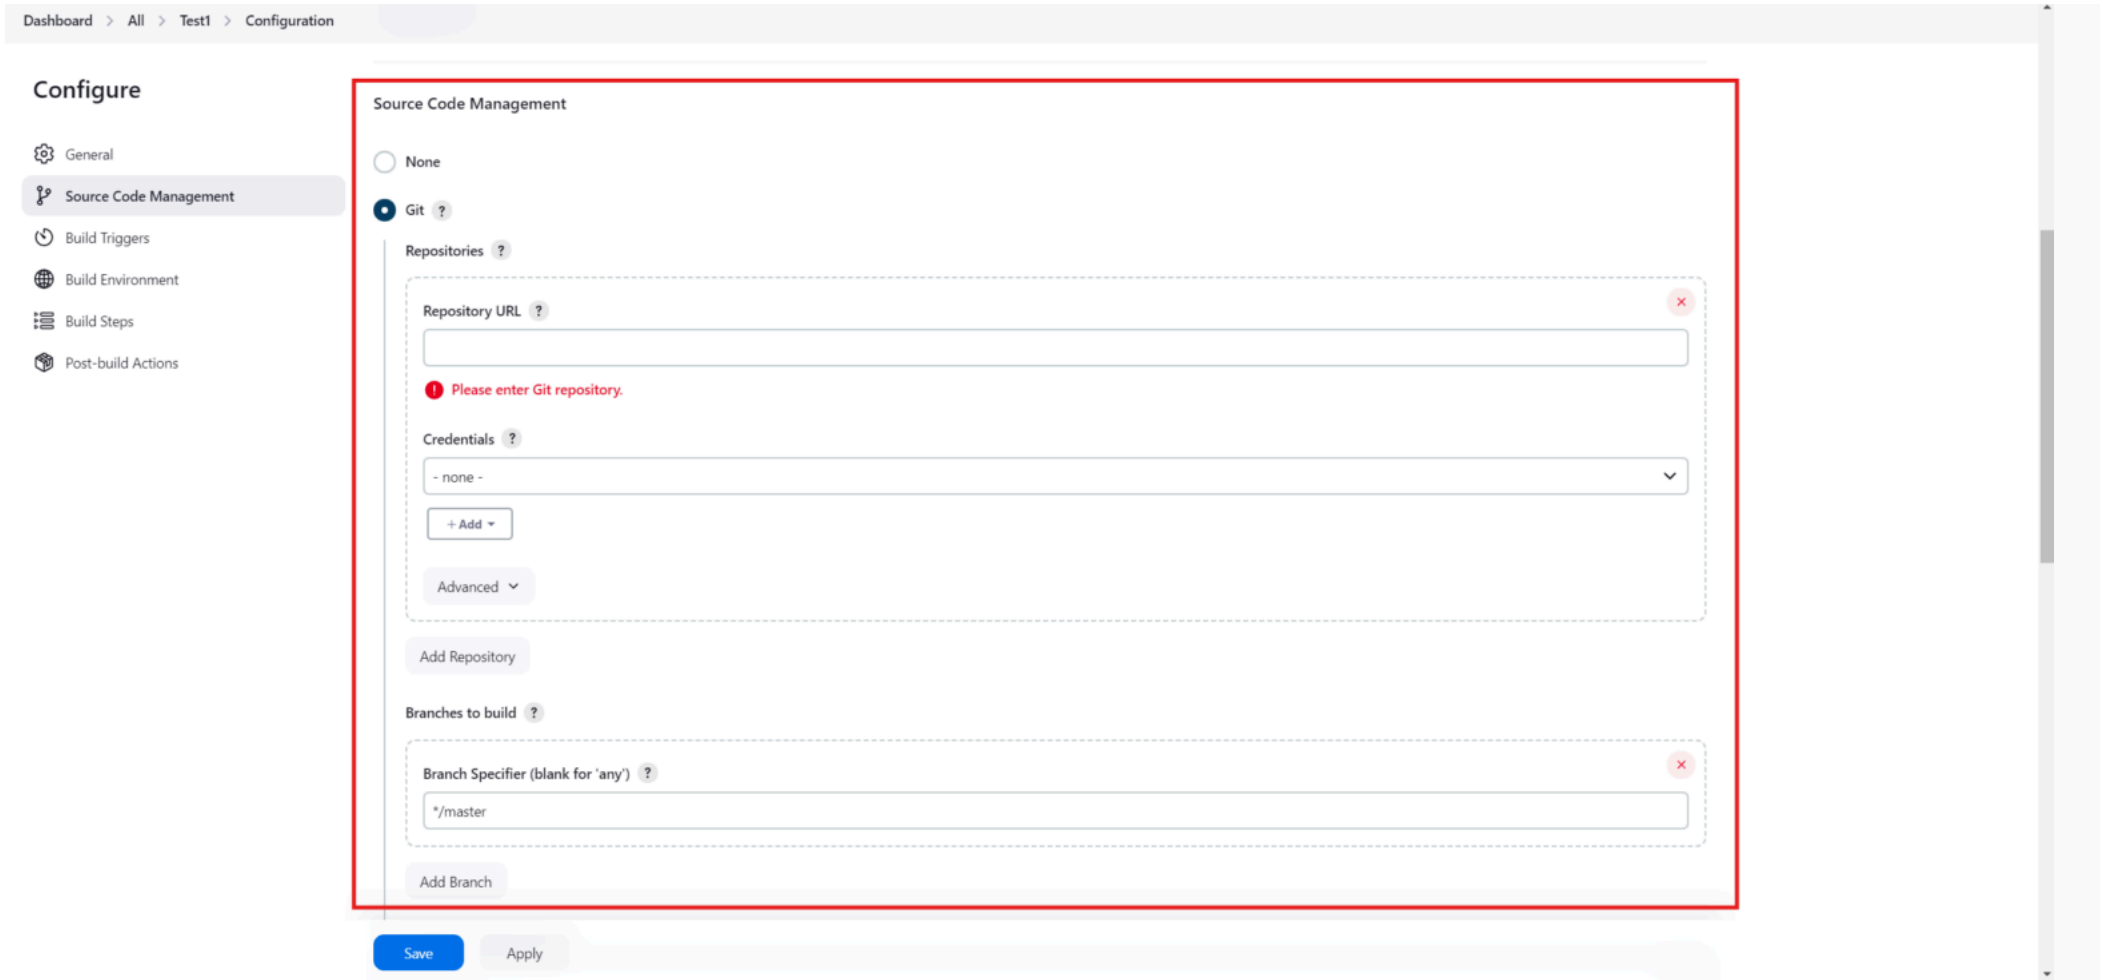 Dashboard > All > Test1 > Configuration
Configure
General
Source Code Management
Build Triggers
Build Environment
Build Steps
Post-build Actions
Source Code Management
None
Git ?
Repositories ?
Repository URL ?
Please enter Git repository.
Credentials ?
- none -
+ Add
Advanced
Add Repository
Branches to build ?
Branch Specifier (blank for 'any') ?
*/master
Add Branch
Save Apply